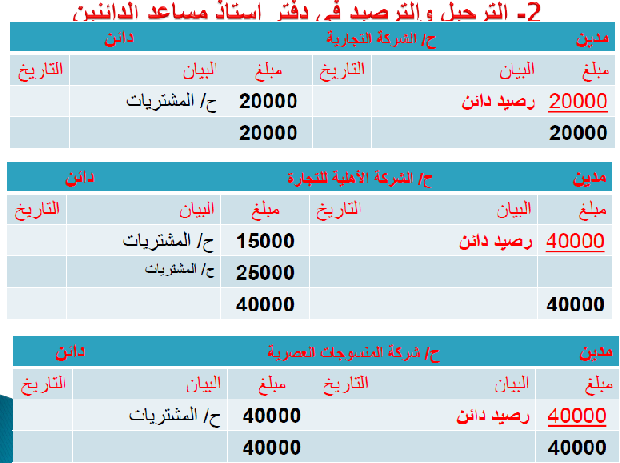 2- الترحيل والترصيد في دفتر استاذ مساعد الدائنين
مدين ح/ الشركة التجارية دائن
مبلغ البيان التاريخ مبلغ البيان التاريخ
20000 رصيد دائن 20000 ح/ المشتريات
20000 20000
مدين ح/ الشركة الأهلية للتجارة دائن
مبلغ البيان التاريخ مبلغ البيان التاريخ
40000 رصيد دائن 15000 ح/ المشتريات
25000 ح/ المشتريات
40000 40000
مدين ح/ شركة المنسوجات العصرية دائن
مبلغ البيان التاريخ مبلغ البيان التاريخ
40000 رصيد دائن 40000 ح/ المشتريات
40000 40000